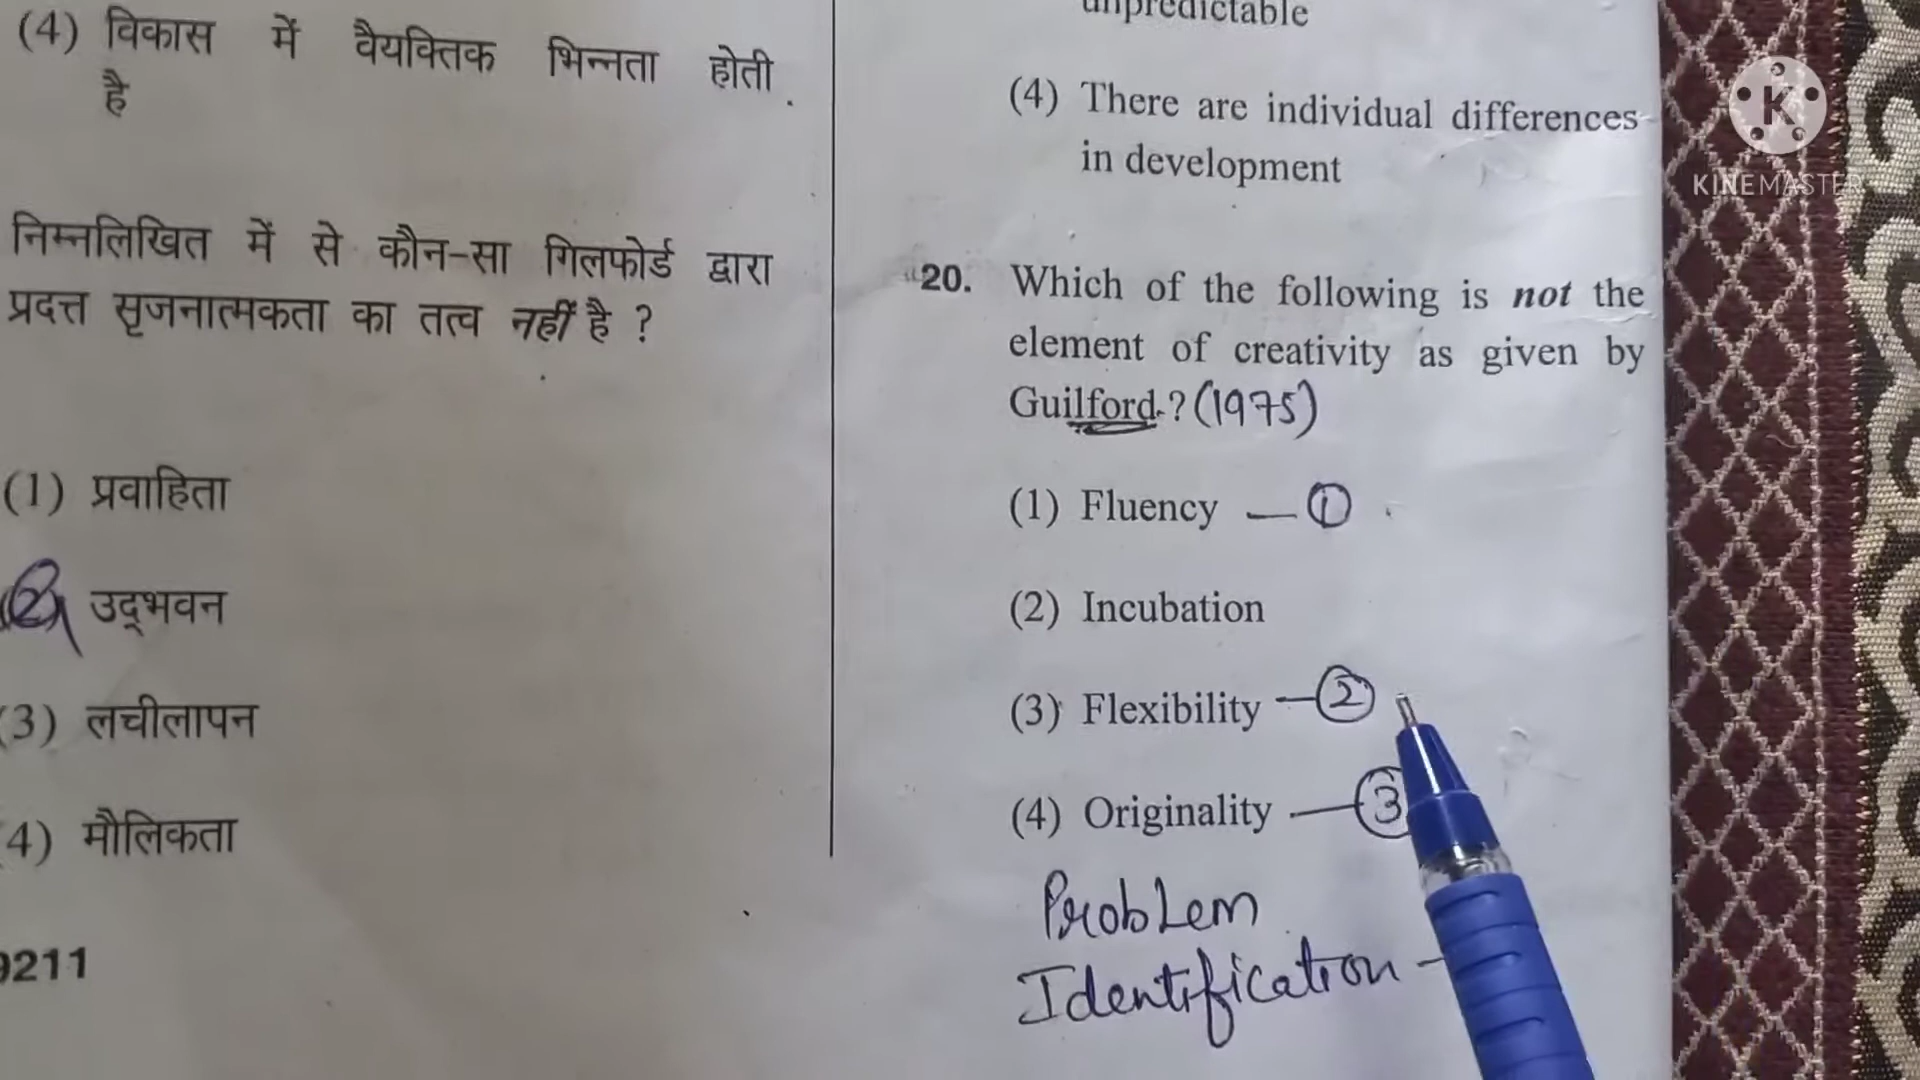 (4) विकास में वैयक्तिक भिन्नता होती
है
निम्नलिखित में से कौन-सा गिलफोर्ड द्वारा
प्रदत्त सृजनात्मकता का तत्व नहीं है ?
(1) प्रवाहिता
(2) उद्भवन
(3) लचीलापन
(4) मौलिकता
9211
unpredictable
(4) There are individual differences
in development
20. Which of the following is not the
element of creativity as given by
Guilford ? (1975)
(1) Fluency — 1
(2) Incubation
(3) Flexibility — 2
(4) Originality — 3
Problem
Identification -
K
KINEMASTER